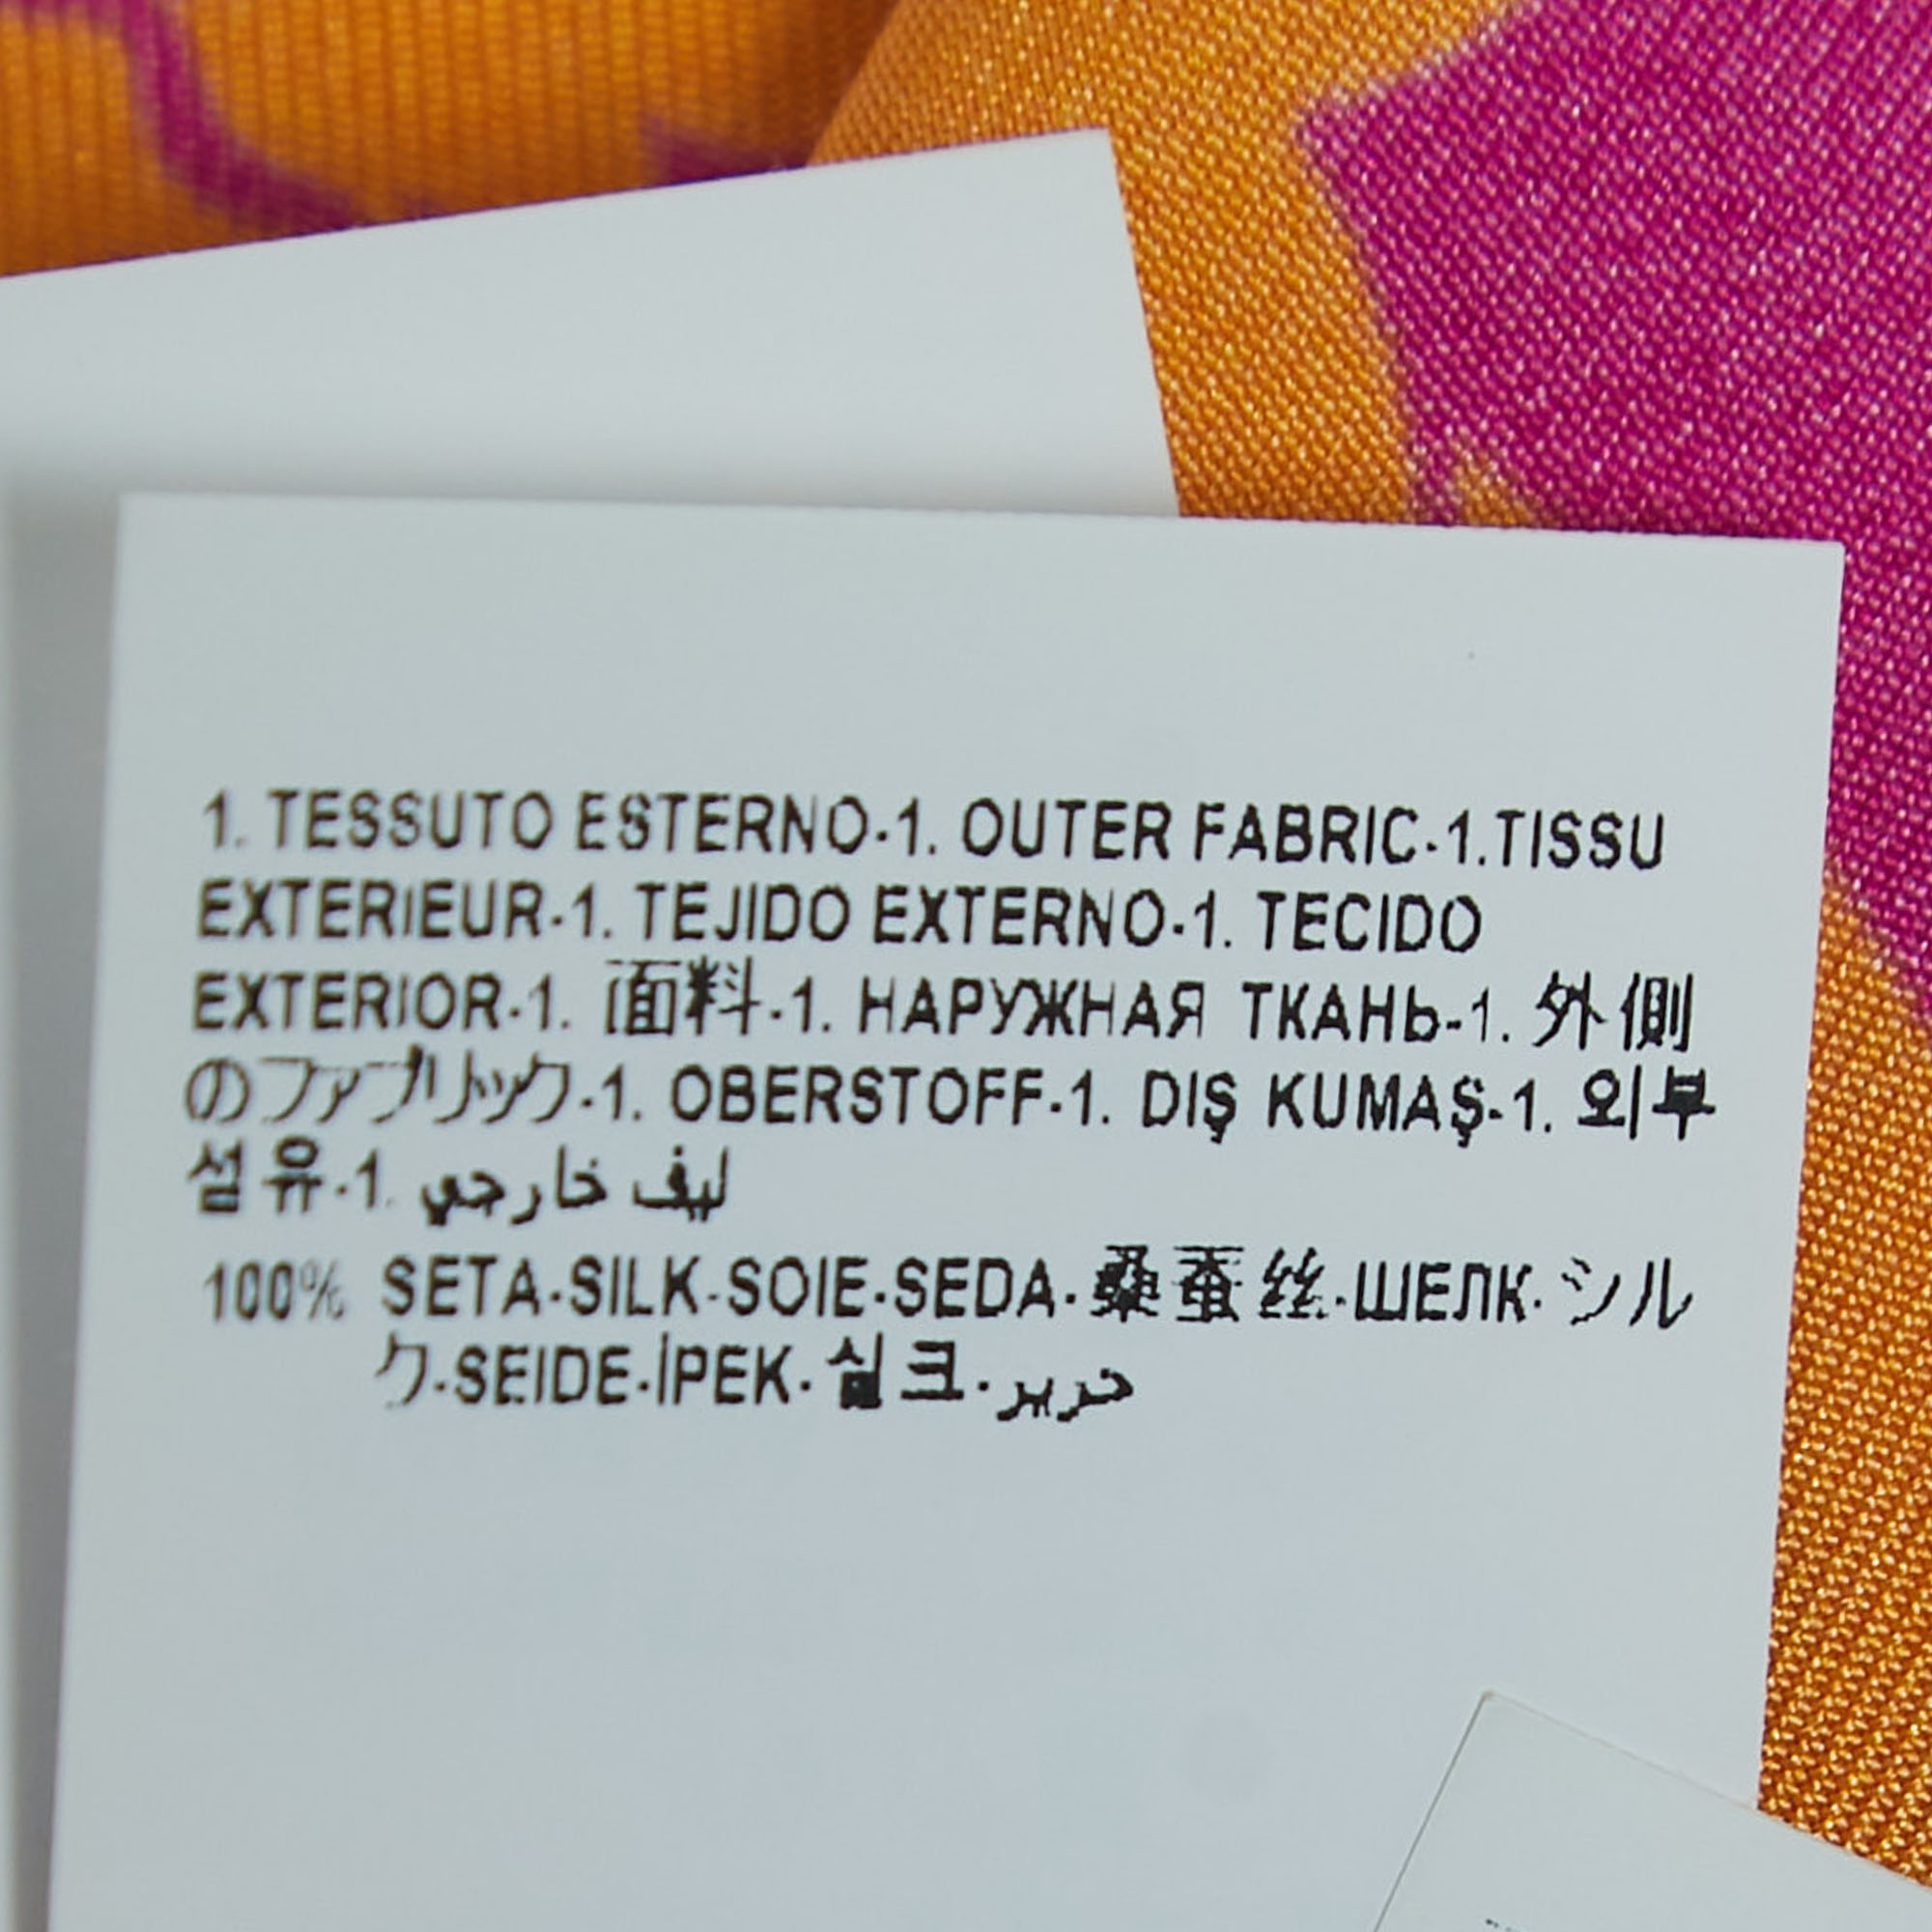 1. TESSUTO ESTERNO-1. OUTER FABRIC-1.TISSU
EXTERIEUR-1. TEJIDO EXTERNO-1. TECIDO
EXTERIOR-1. 面料-1. НАРУЖНАЯ ТКАНЬ-1. 外側
のファブリック-1. OBERSTOFF-1. DIŞ KUMAŞ-1. 외부
섬유-1. ليف خارجي
100% SETA-SILK-SOIE-SEDA-桑蚕丝-ШЕЛК-シル
ク-SEIDE-İPEK-실크-حرير